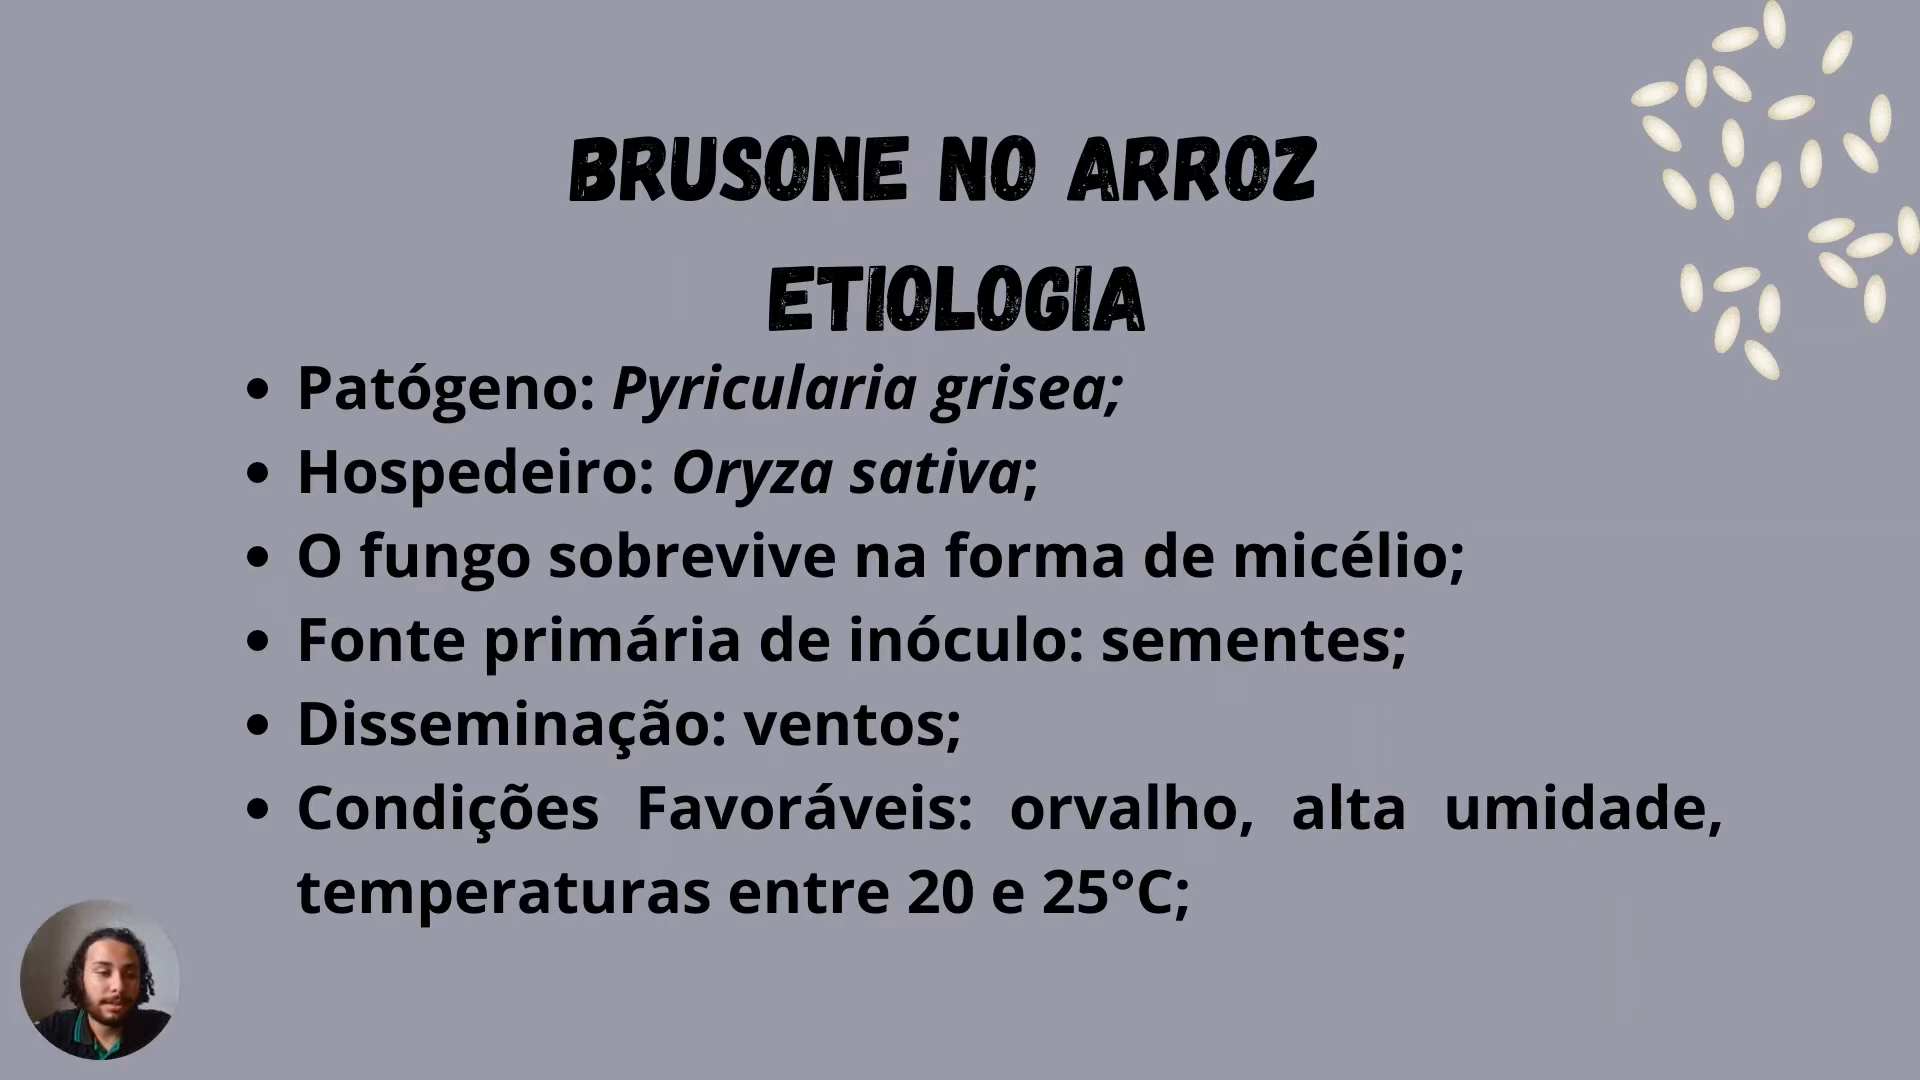 BRUSONE NO ARROZ
ETIOLOGIA
• Patógeno: Pyricularia grisea;
• Hospedeiro: Oryza sativa;
• O fungo sobrevive na forma de micélio;
• Fonte primária de inóculo: sementes;
• Disseminação: ventos;
• Condições Favoráveis: orvalho, alta umidade,
temperaturas entre 20 e 25°C;